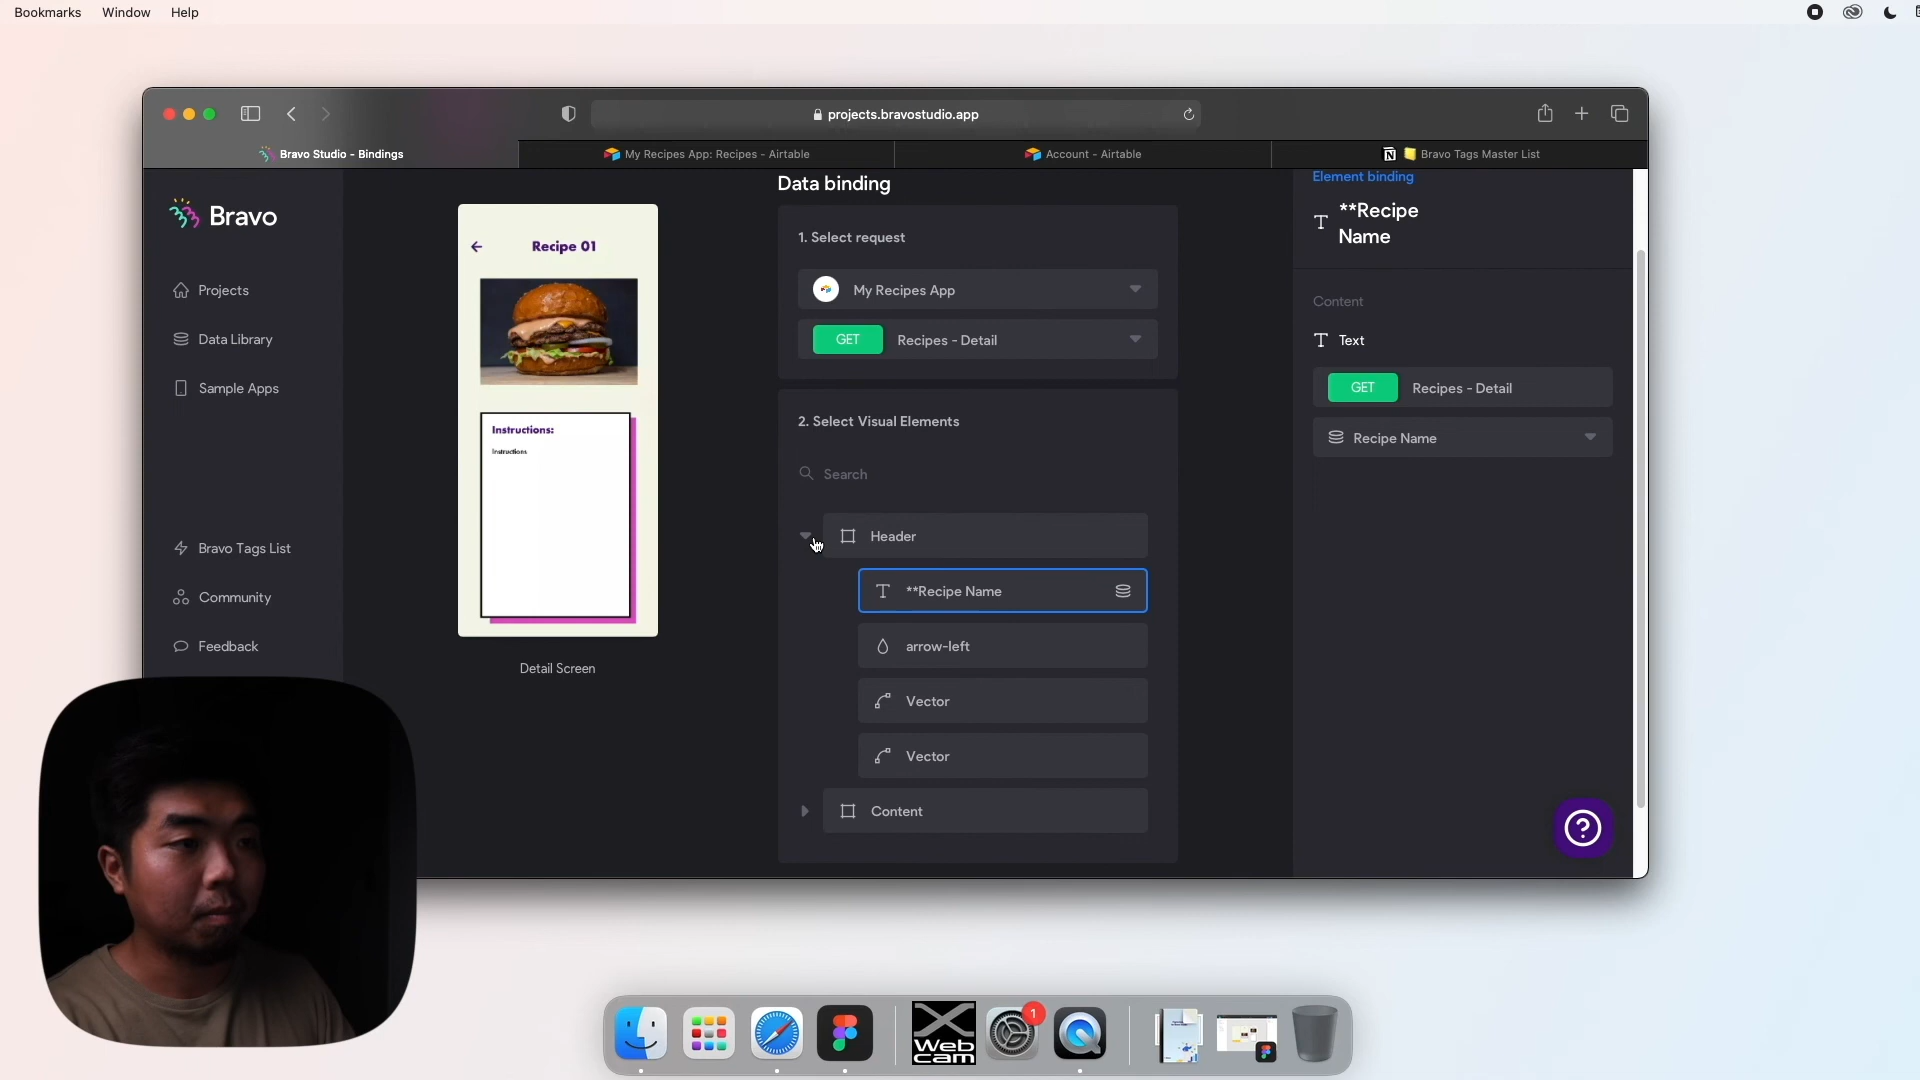 Bookmarks Window Help
projects.bravostudio.app
Bravo Studio - Bindings
My Recipes App: Recipes - Airtable
Account - Airtable
Bravo Tags Master List
Bravo
Projects
Data Library
Sample Apps
Bravo Tags List
Community
Feedback
Recipe 01
Instructions:
Instructions
Detail Screen
Data binding
1. Select request
My Recipes App
GET Recipes - Detail
2. Select Visual Elements
Search
Header
**Recipe Name
arrow-left
Vector
Vector
Content
Element binding
**Recipe
Name
Content
Text
GET Recipes - Detail
Recipe Name
Web
cam
1